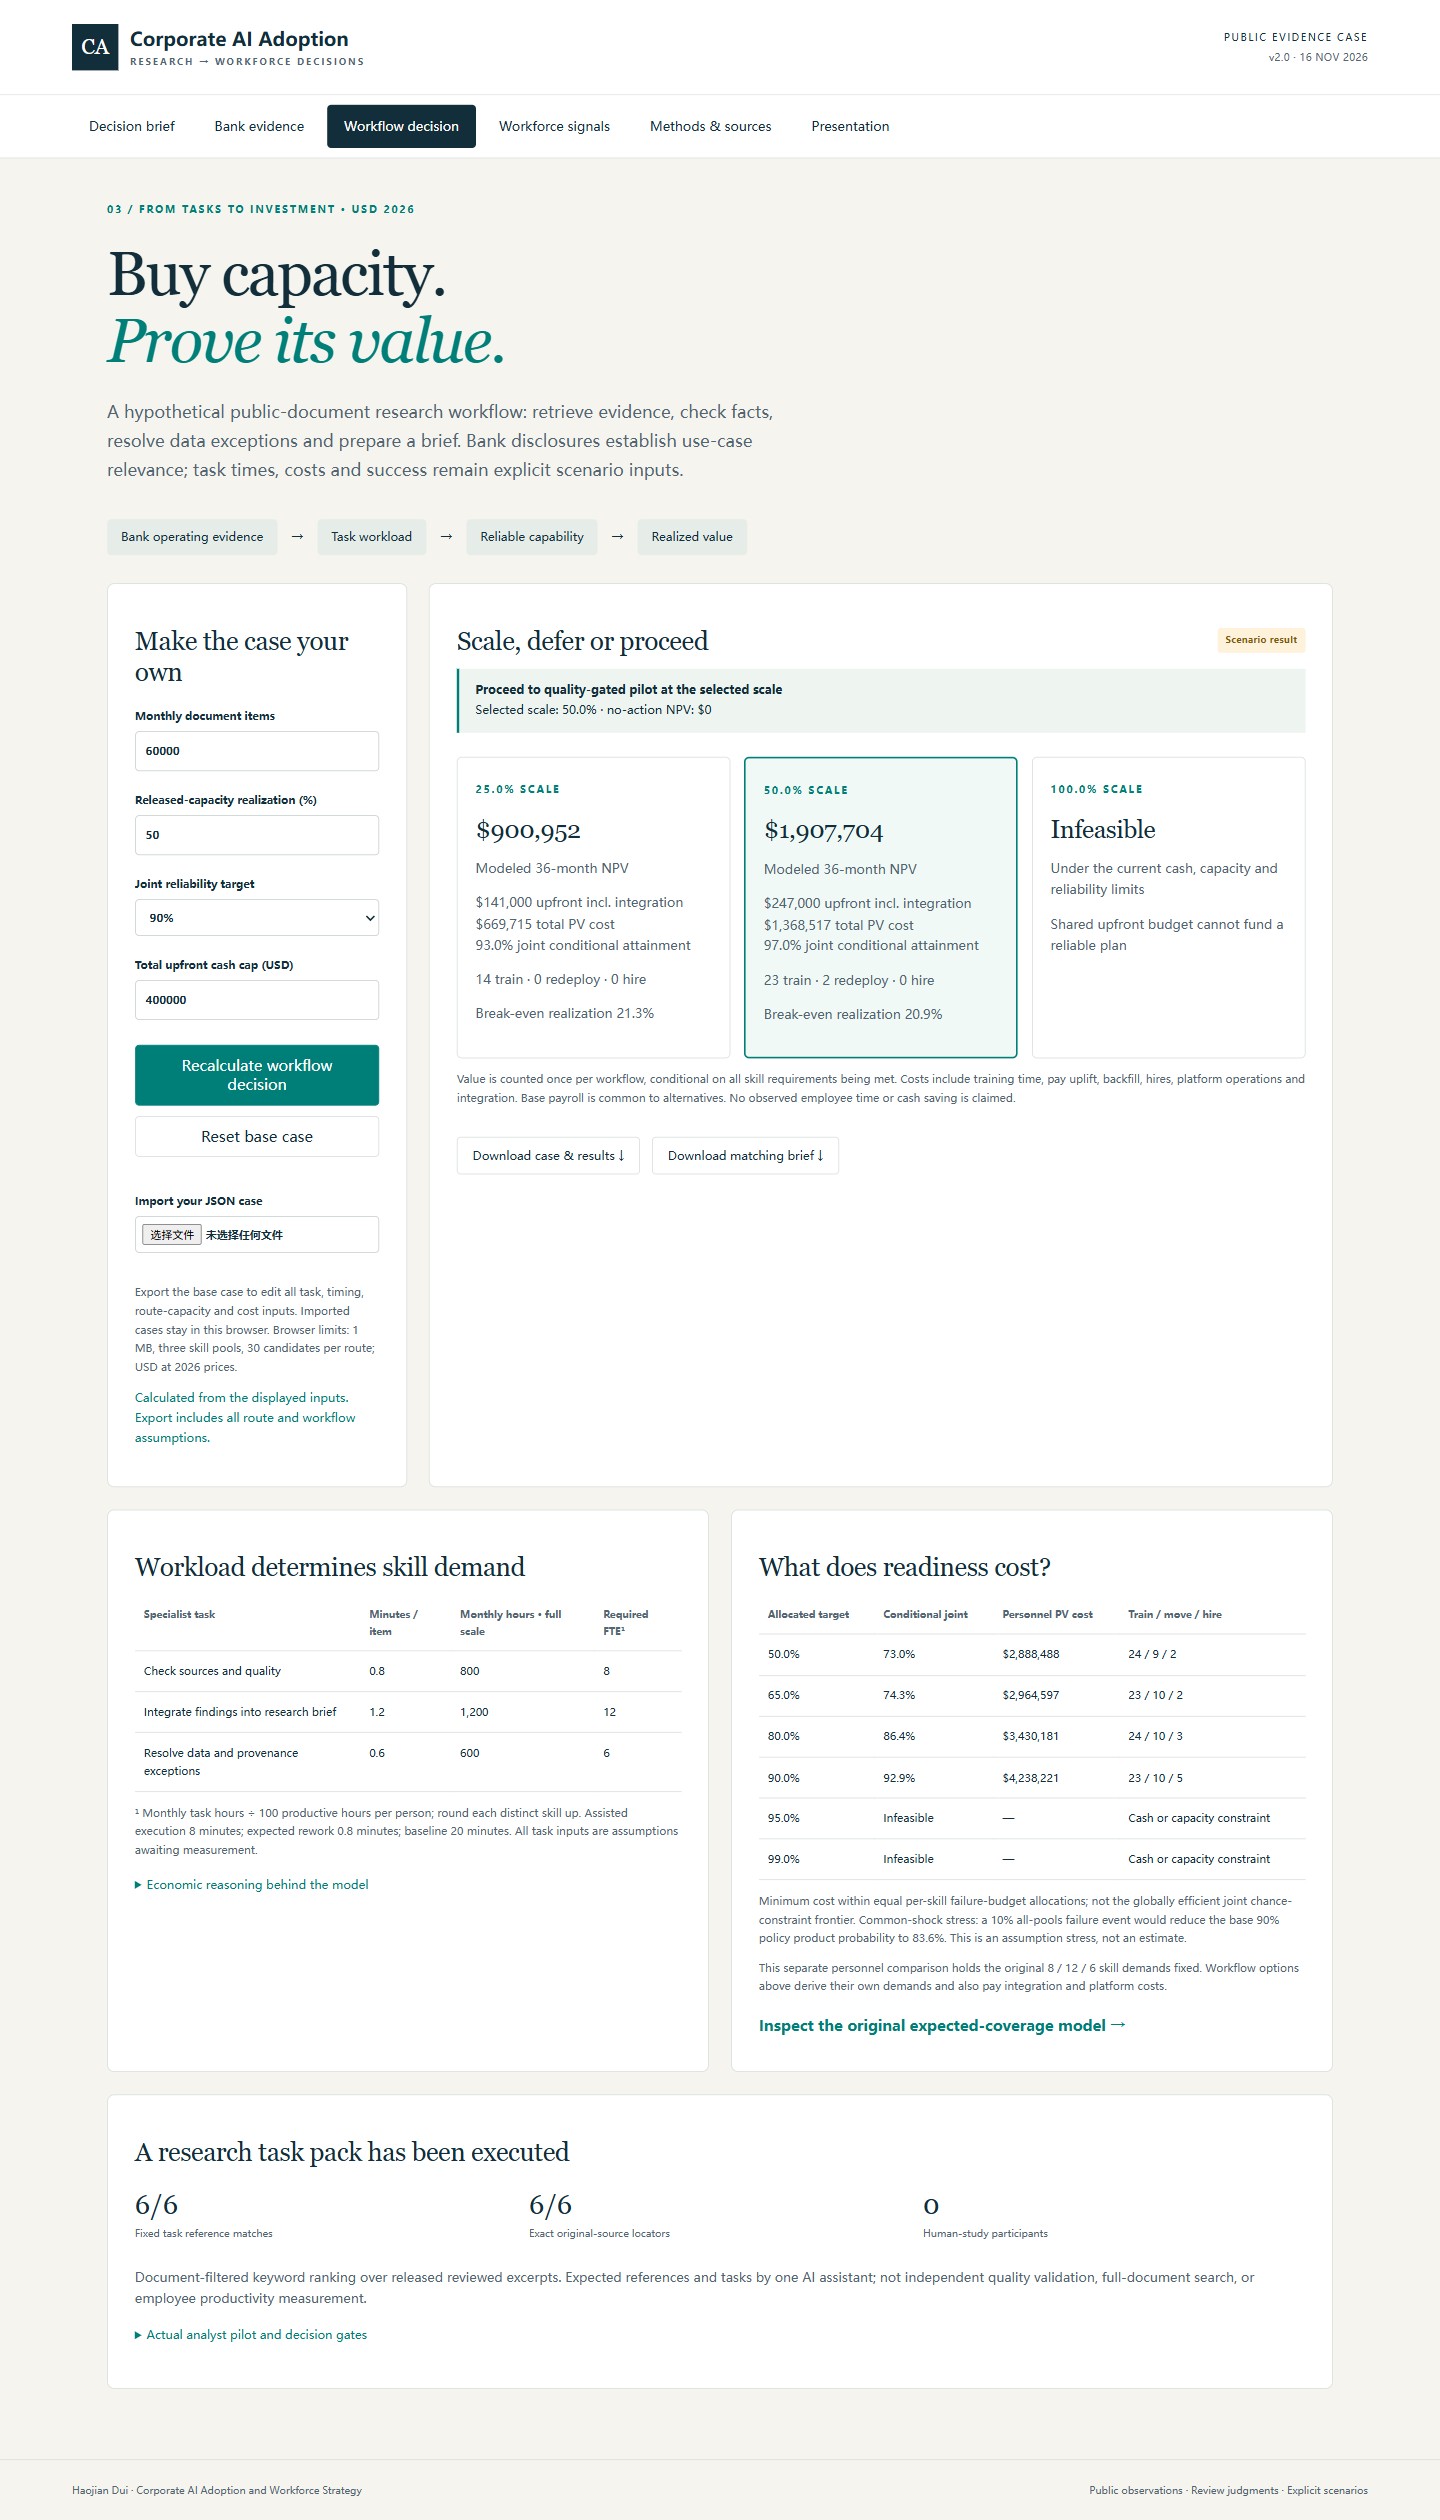 CA
Corporate AI Adoption
RESEARCH → WORKFORCE DECISIONS
PUBLIC EVIDENCE CASE
v2.0 · 16 NOV 2026
Decision brief
Bank evidence
Workflow decision
Workforce signals
Methods & sources
Presentation
03 / FROM TASKS TO INVESTMENT • USD 2026
Buy capacity.
Prove its value.
A hypothetical public-document research workflow: retrieve evidence, check facts,
resolve data exceptions and prepare a brief. Bank disclosures establish use-case
relevance; task times, costs and success remain explicit scenario inputs.
Bank operating evidence → Task workload → Reliable capability → Realized value
Make the case your
own
Monthly document items
60000
Released-capacity realization (%)
50
Joint reliability target
90%
Total upfront cash cap (USD)
400000
Recalculate workflow
decision
Reset base case
Import your JSON case
选择文件 未选择任何文件
Export the base case to edit all task, timing,
route-capacity and cost inputs. Imported
cases stay in this browser. Browser limits: 1
MB, three skill pools, 30 candidates per route;
USD at 2026 prices.
Calculated from the displayed inputs.
Export includes all route and workflow
assumptions.
Scale, defer or proceed
Scenario result
Proceed to quality-gated pilot at the selected scale
Selected scale: 50.0% · no-action NPV: $0
25.0% SCALE
$900,952
Modeled 36-month NPV
$141,000 upfront incl. integration
$669,715 total PV cost
93.0% joint conditional attainment
14 train · 0 redeploy · 0 hire
Break-even realization 21.3%
50.0% SCALE
$1,907,704
Modeled 36-month NPV
$247,000 upfront incl. integration
$1,368,517 total PV cost
97.0% joint conditional attainment
23 train · 2 redeploy · 0 hire
Break-even realization 20.9%
100.0% SCALE
Infeasible
Under the current cash, capacity and
reliability limits
Shared upfront budget cannot fund a
reliable plan
Value is counted once per workflow, conditional on all skill requirements being met. Costs include training time, pay uplift, backfill, hires, platform operations and
integration. Base payroll is common to alternatives. No observed employee time or cash saving is claimed.
Download case & results ↓
Download matching brief ↓
Workload determines skill demand
Specialist task | Minutes / item | Monthly hours • full scale | Required FTE¹
Check sources and quality 0.8 800 8
Integrate findings into research brief 1.2 1,200 12
Resolve data and provenance exceptions 0.6 600 6
¹ Monthly task hours ÷ 100 productive hours per person; round each distinct skill up. Assisted
execution 8 minutes; expected rework 0.8 minutes; baseline 20 minutes. All task inputs are assumptions
awaiting measurement.
▶ Economic reasoning behind the model
What does readiness cost?
Allocated target | Conditional joint | Personnel PV cost | Train / move / hire
50.0% 73.0% $2,888,488 24 / 9 / 2
65.0% 74.3% $2,964,597 23 / 10 / 2
80.0% 86.4% $3,430,181 24 / 10 / 3
90.0% 92.9% $4,238,221 23 / 10 / 5
95.0% Infeasible — Cash or capacity constraint
99.0% Infeasible — Cash or capacity constraint
Minimum cost within equal per-skill failure-budget allocations; not the globally efficient joint chance-
constraint frontier. Common-shock stress: a 10% all-pools failure event would reduce the base 90%
policy product probability to 83.6%. This is an assumption stress, not an estimate.
This separate personnel comparison holds the original 8 / 12 / 6 skill demands fixed. Workflow options
above derive their own demands and also pay integration and platform costs.
Inspect the original expected-coverage model →
A research task pack has been executed
6/6
Fixed task reference matches
6/6
Exact original-source locators
0
Human-study participants
Document-filtered keyword ranking over released reviewed excerpts. Expected references and tasks by one AI assistant; not independent quality validation, full-document search, or
employee productivity measurement.
▶ Actual analyst pilot and decision gates
Haojian Dui · Corporate AI Adoption and Workforce Strategy
Public observations · Review judgments · Explicit scenarios